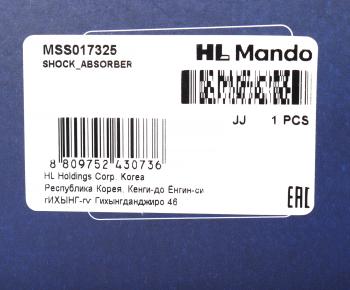 MSS017325
SHOCK_ABSORBER
HL Mando
JJ 1 PCS
8 809752 430736
HL Holdings Corp. Korea
Республика Корея, Кенги-до Ёнгин-си
гИХЫНГ-гу Гихынгданджиро 46
EAC